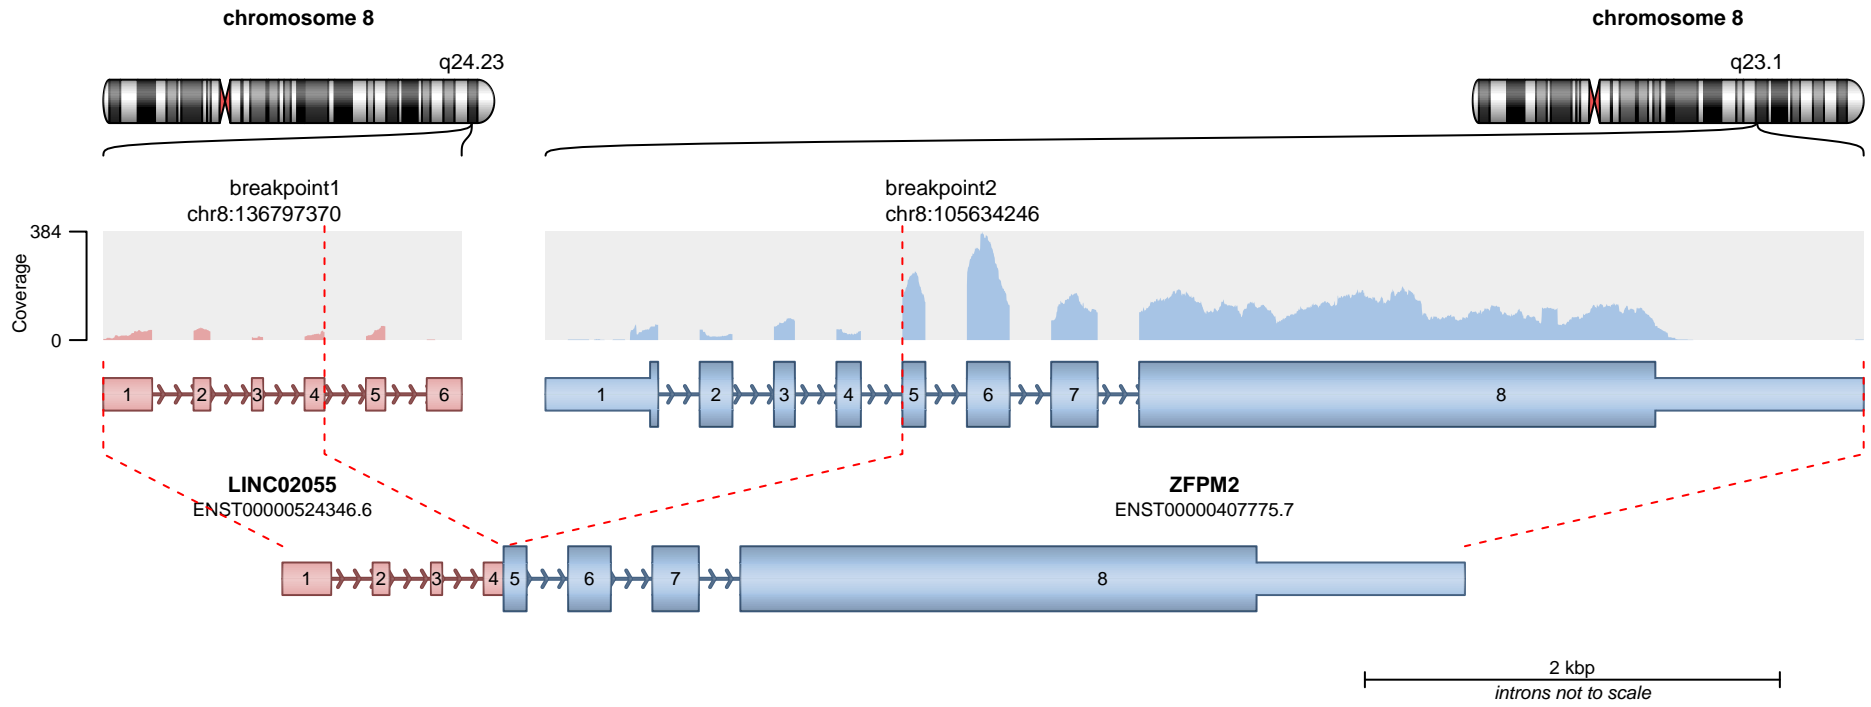 chromosome 8
chromosome 8
q24.23
q23.1
breakpoint1
chr8:136797370
breakpoint2
chr8:105634246
384
0
Coverage
1 2 3 4 5 6
1 2 3 4 5 6 7 8
LINC02055
ENST00000524346.6
ZFPM2
ENST00000407775.7
1 2 3 4 5 6 7 8
2 kbp
introns not to scale